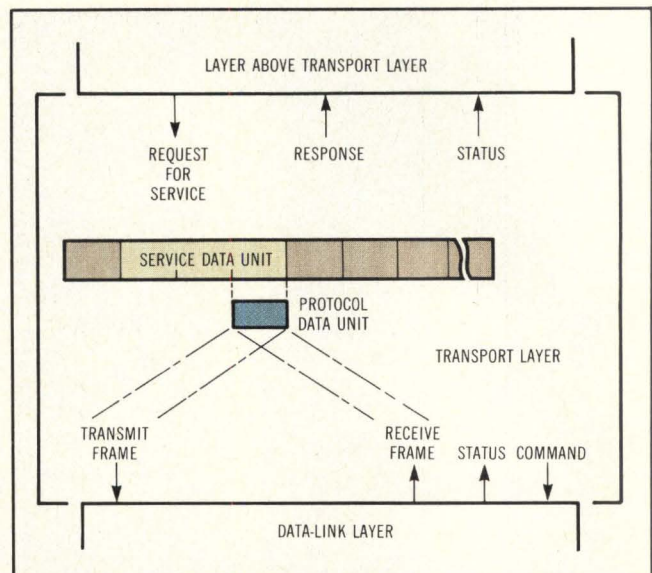 LAYER ABOVE TRANSPORT LAYER
REQUEST
FOR
SERVICE
RESPONSE
STATUS
SERVICE DATA UNIT
PROTOCOL
DATA UNIT
TRANSPORT LAYER
TRANSMIT
FRAME
RECEIVE
FRAME
STATUS
COMMAND
DATA-LINK LAYER